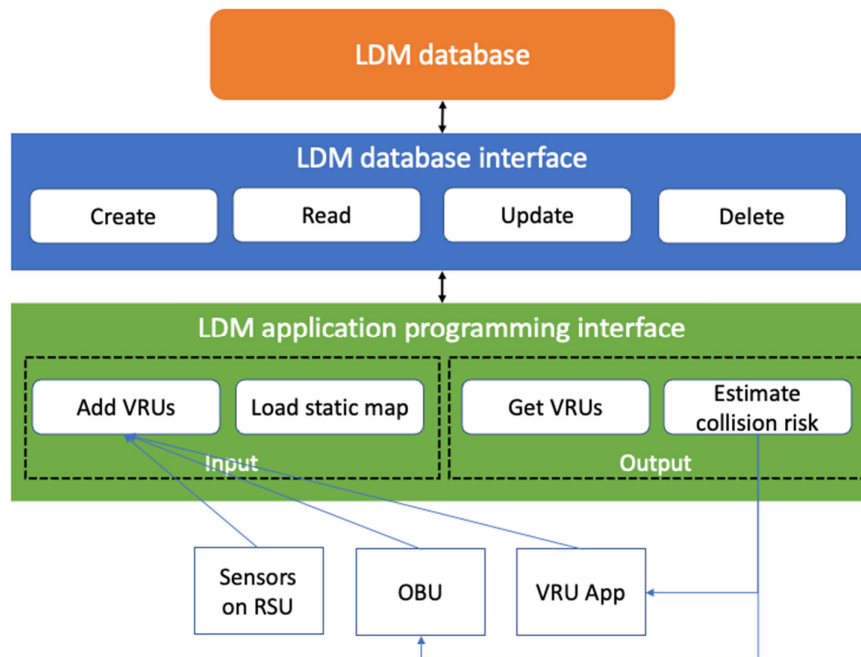 LDM database
LDM database interface
Create
Read
Update
Delete
LDM application programming interface
Add VRUs
Load static map
Get VRUs
Estimate
collision risk
Input
Output
Sensors
on RSU
OBU
VRU App